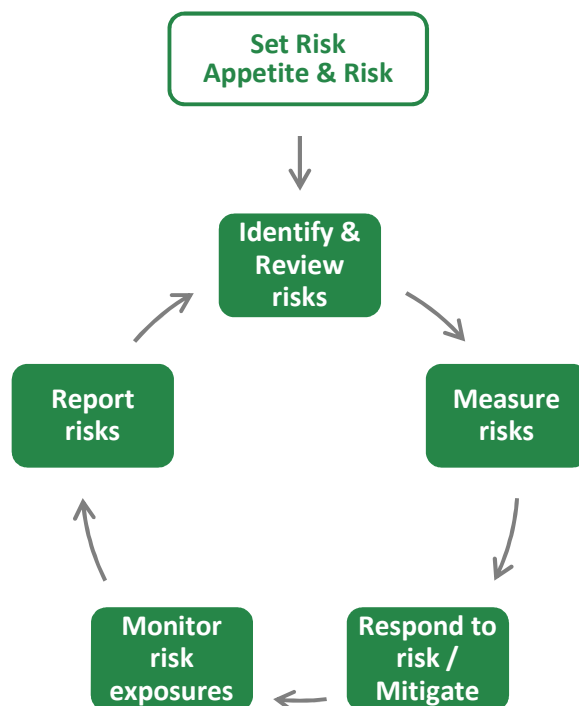 Set Risk
Appetite & Risk
Identify &
Review
risks
Measure
risks
Respond to
risk /
Mitigate
Monitor
risk
exposures
Report
risks